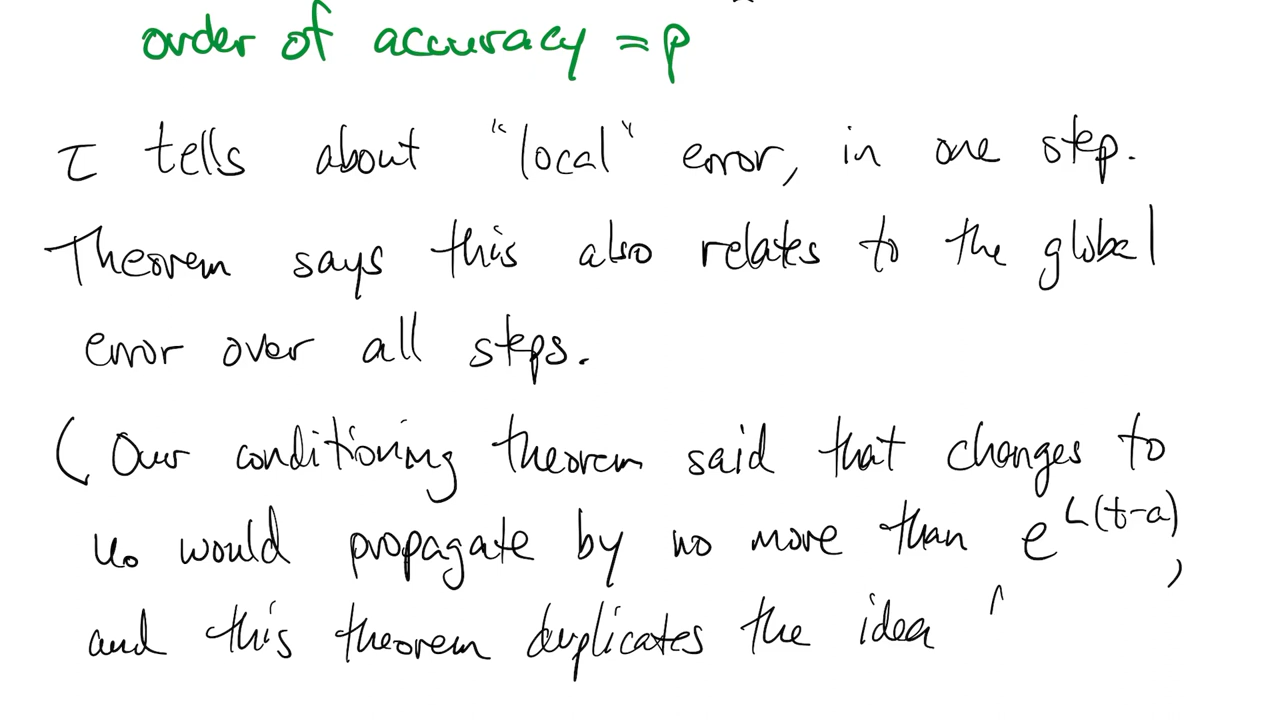 order of accuracy = p
τ tells about "local" error, in one step.
Theorem says this also relates to the global
error over all steps.
(Our conditioning theorem said that changes to
u₀ would propagate by no more than e^{L(t-a)},
and this theorem duplicates the idea